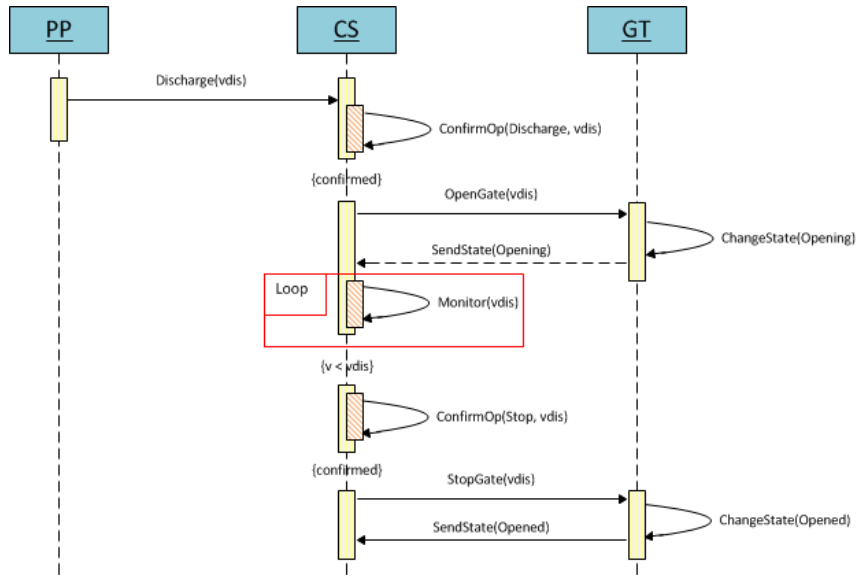 PP
CS
GT
Discharge(vdis)
ConfirmOp(Discharge, vdis)
{confirmed}
OpenGate(vdis)
ChangeState(Opening)
SendState(Opening)
Loop
Monitor(vdis)
{v < vdis}
ConfirmOp(Stop, vdis)
{confirmed}
StopGate(vdis)
ChangeState(Opened)
SendState(Opened)